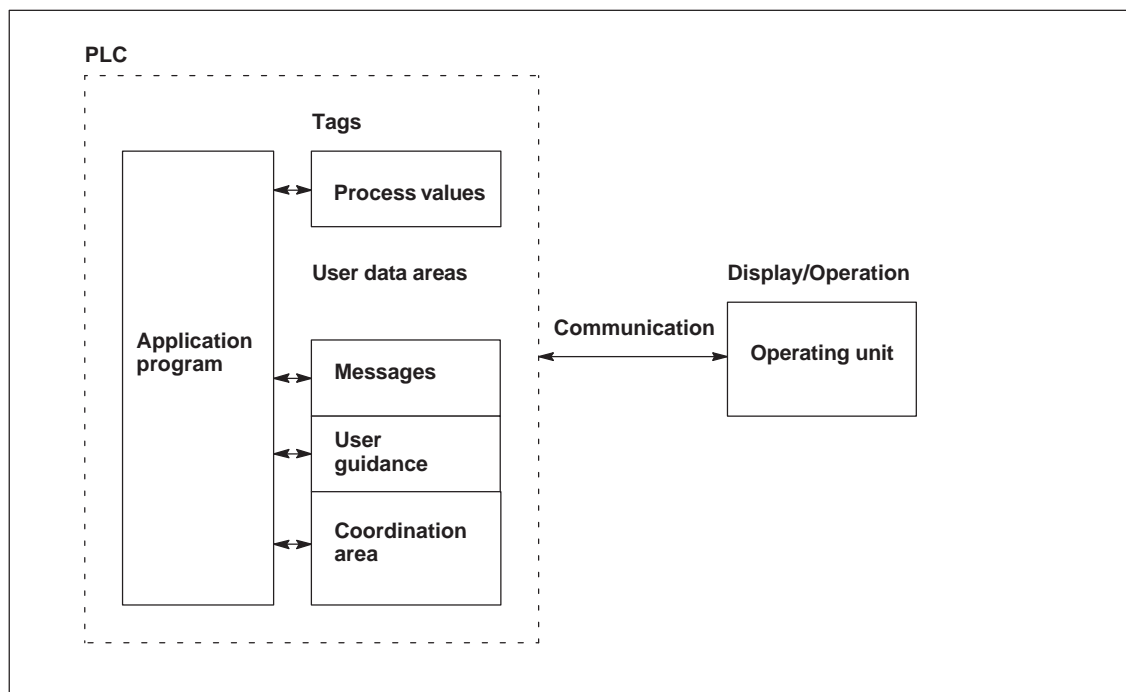 PLC
Tags
Process values
User data areas
Display/Operation
Communication
Operating unit
Application
program
Messages
User
guidance
Coordination
area